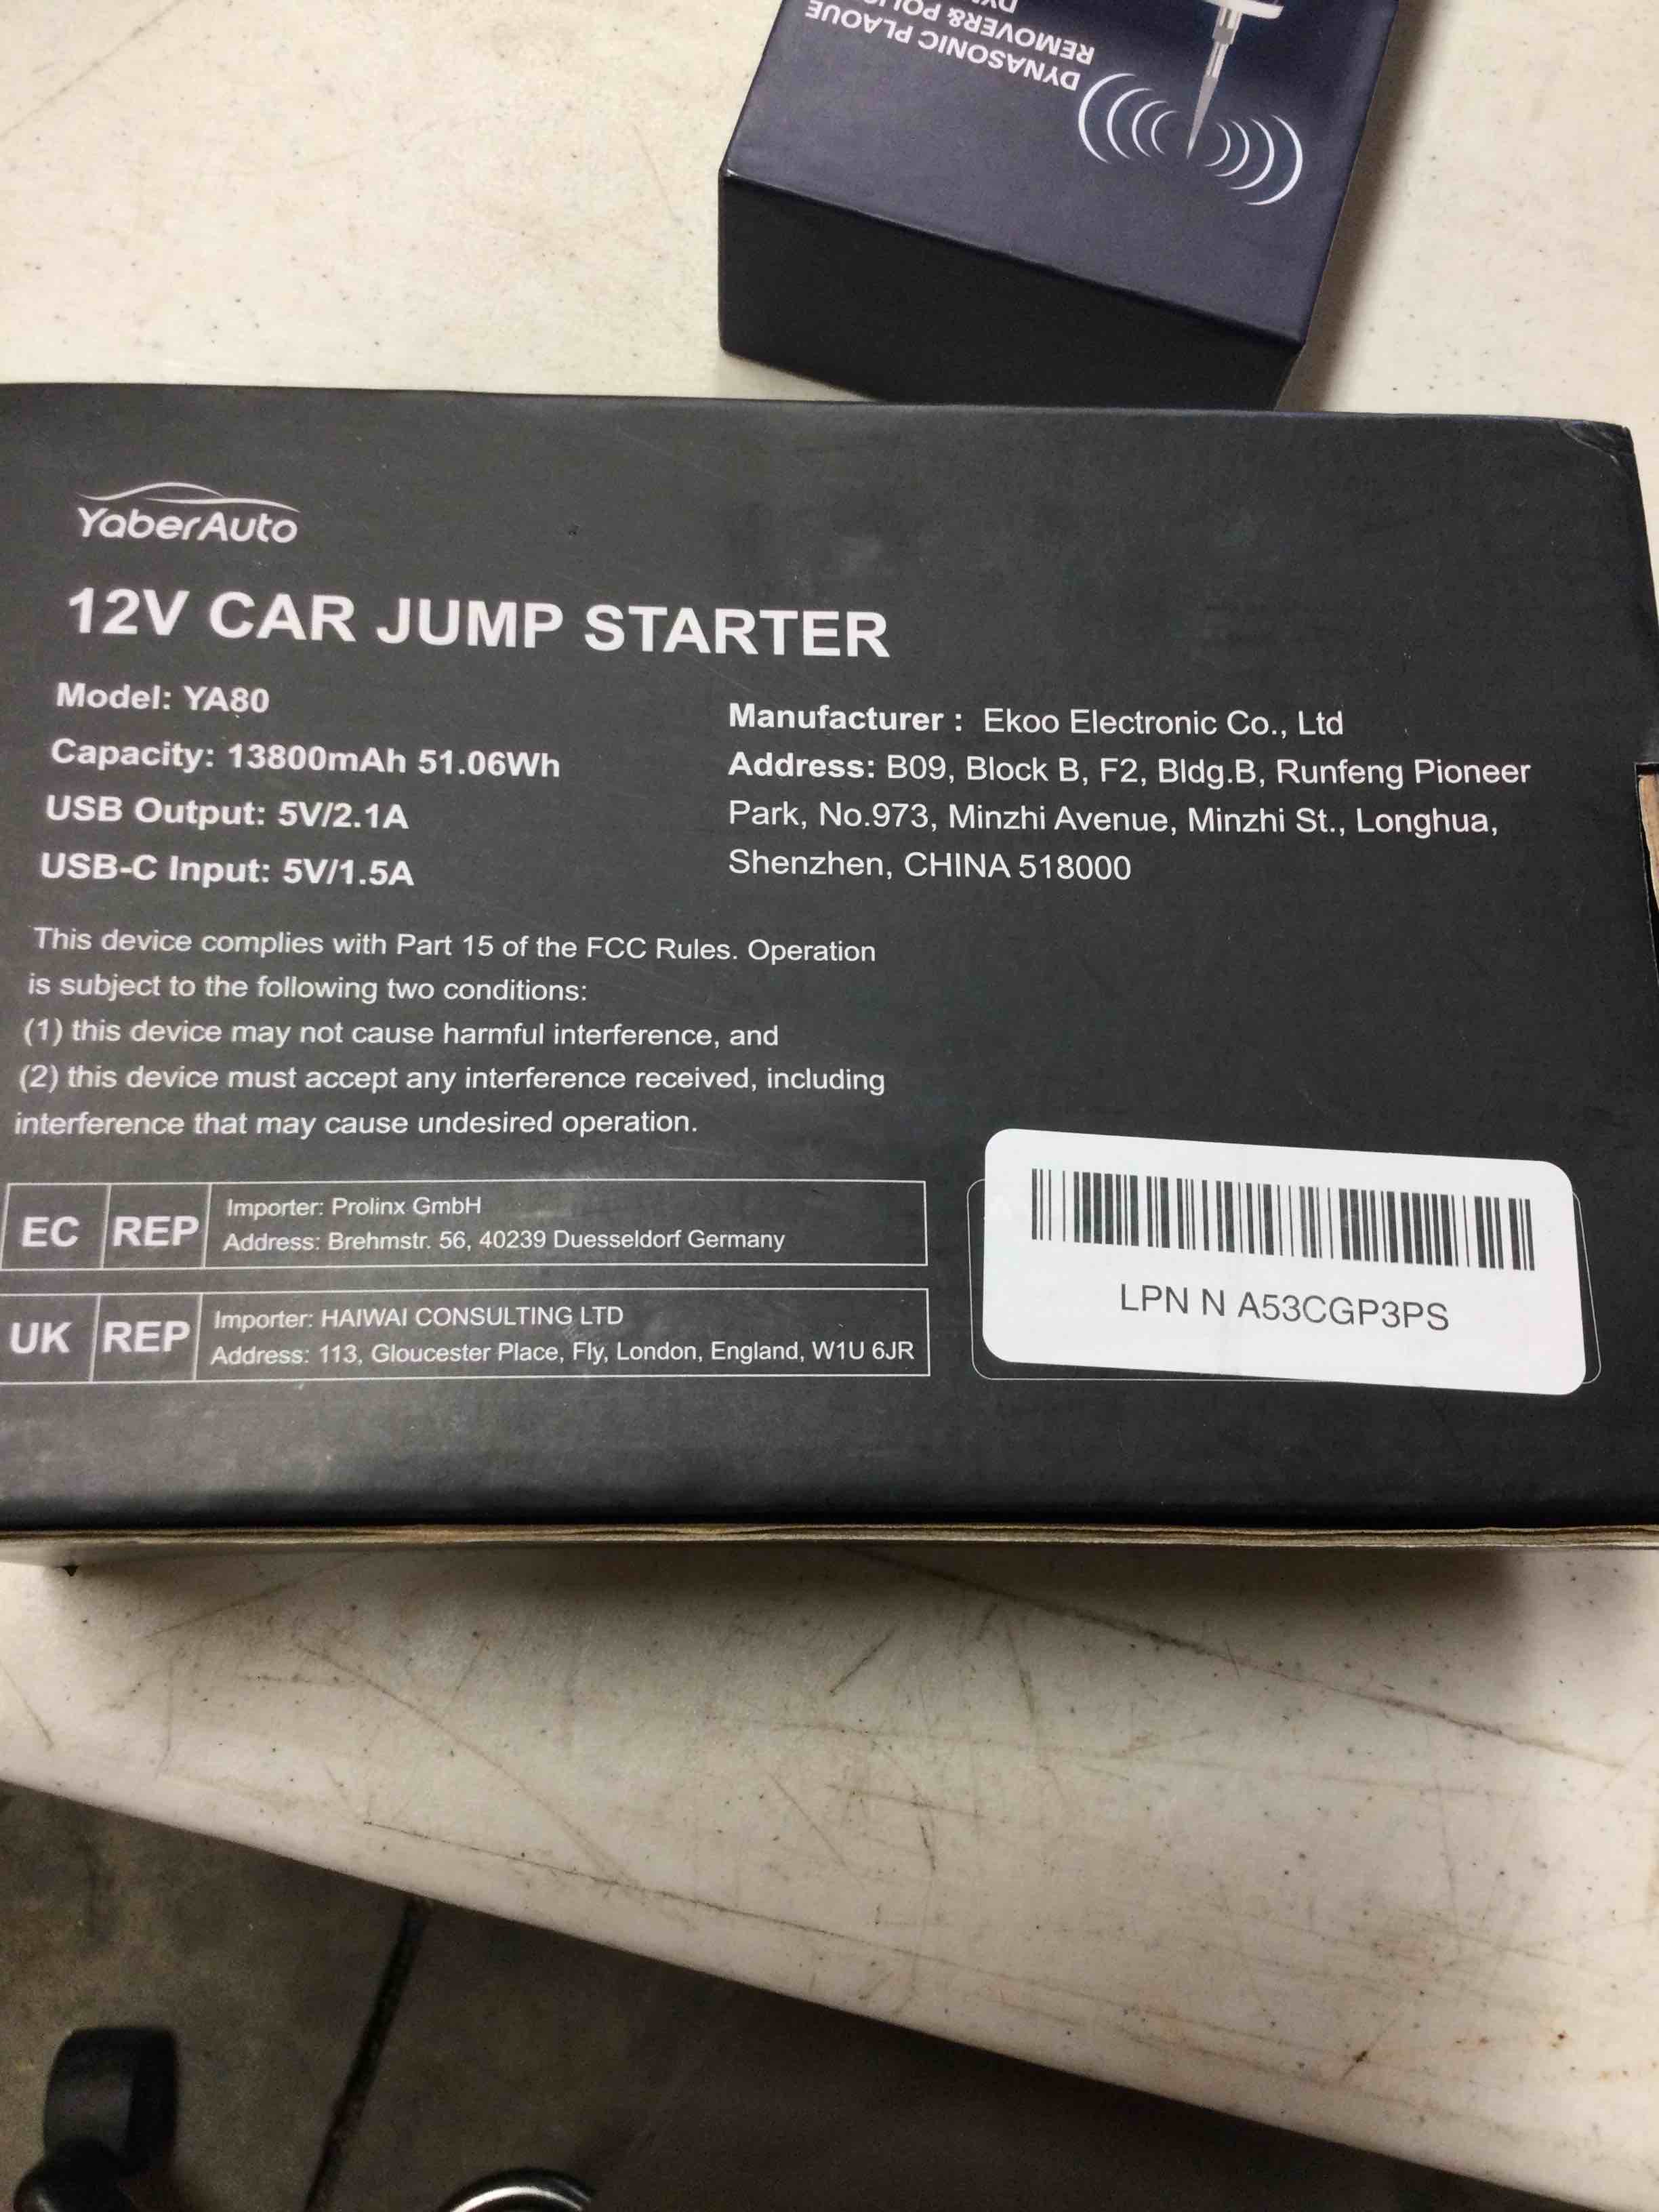 DYNASONIC PLAQUE
REMOVER&
YaberAuto
12V CAR JUMP STARTER
Model: YA80
Capacity: 13800mAh 51.06Wh
USB Output: 5V/2.1A
USB-C Input: 5V/1.5A
Manufacturer : Ekoo Electronic Co., Ltd
Address: B09, Block B, F2, Bldg.B, Runfeng Pioneer
Park, No.973, Minzhi Avenue, Minzhi St., Longhua,
Shenzhen, CHINA 518000
This device complies with Part 15 of the FCC Rules. Operation
is subject to the following two conditions:
(1) this device may not cause harmful interference, and
(2) this device must accept any interference received, including
interference that may cause undesired operation.
EC REP
Importer: Prolinx GmbH
Address: Brehmstr. 56, 40239 Duesseldorf Germany
UK REP
Importer: HAIWAI CONSULTING LTD
Address: 113, Gloucester Place, Fly, London, England, W1U 6JR
LPN N A53CGP3PS